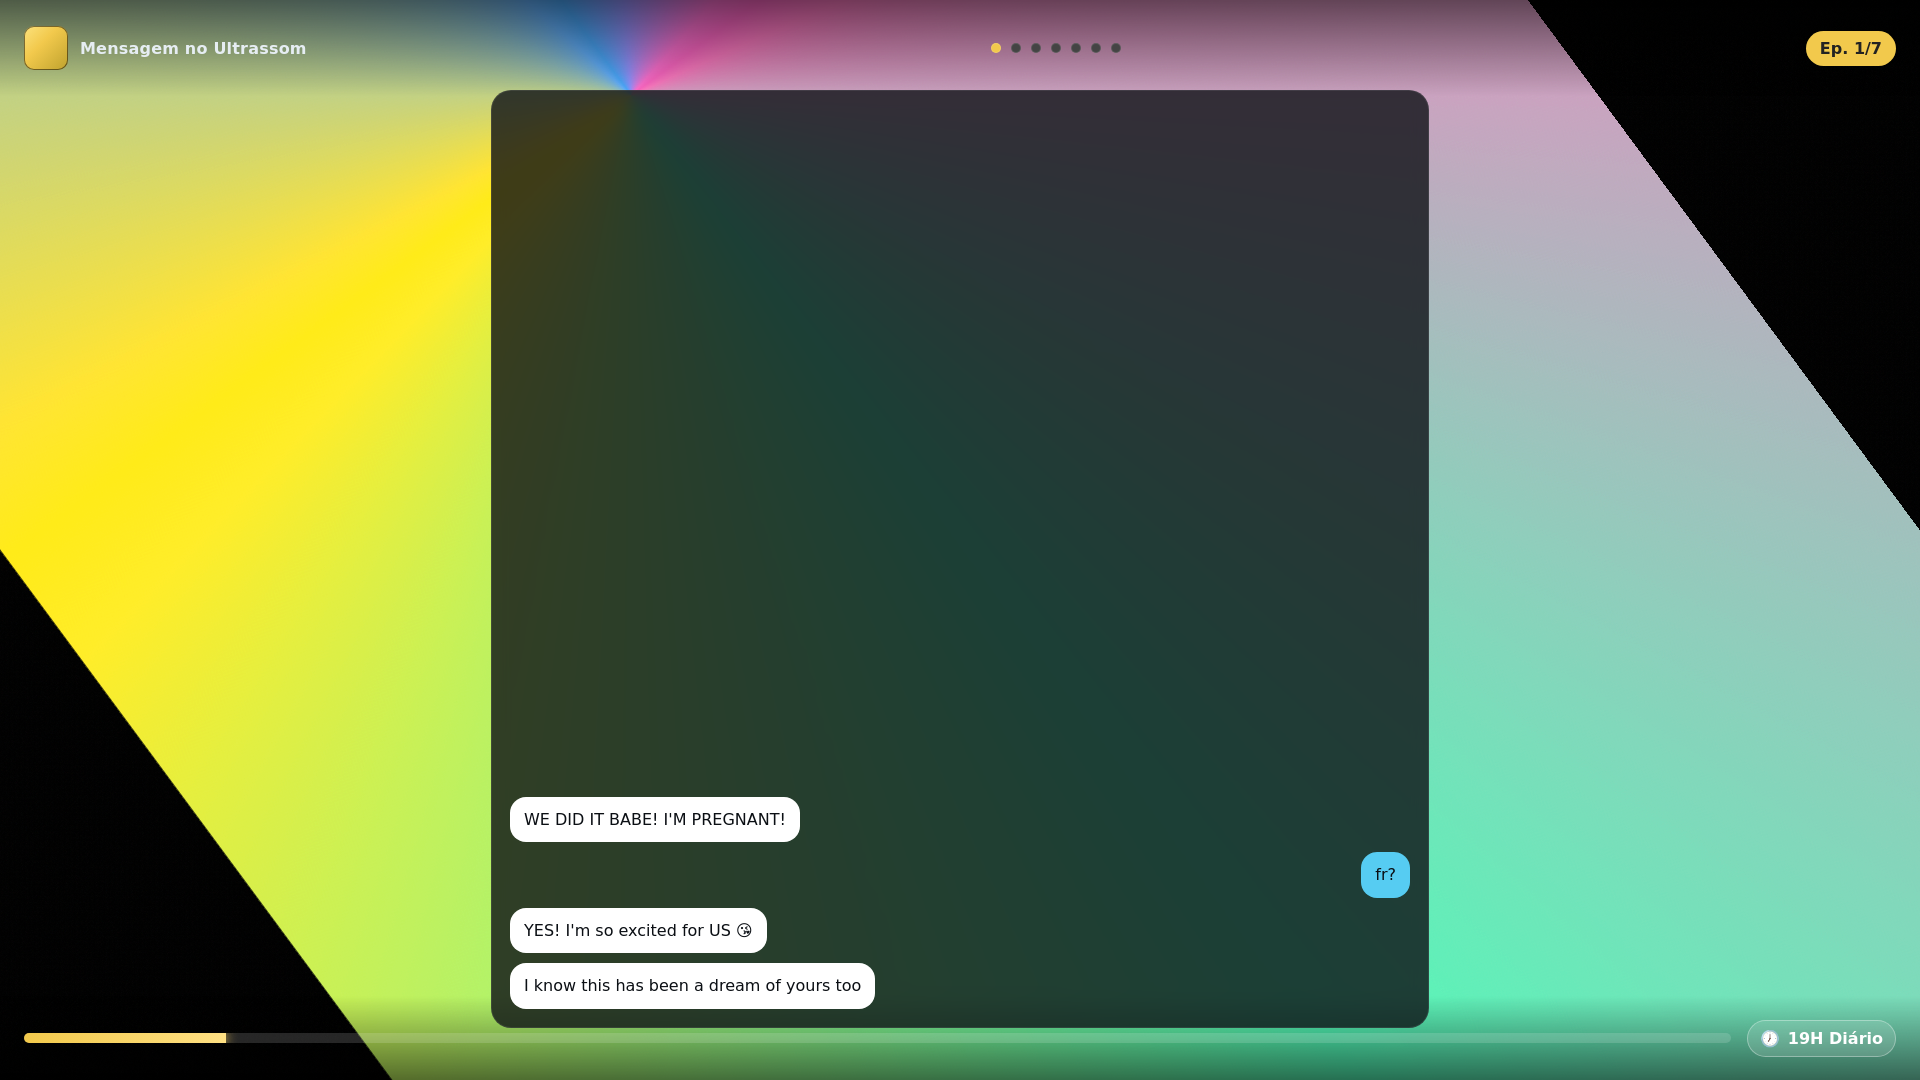 Mensagem no Ultrassom
Ep. 1/7
WE DID IT BABE! I'M PREGNANT!
fr?
YES! I'm so excited for US 😘
I know this has been a dream of yours too
🕖 19H Diário